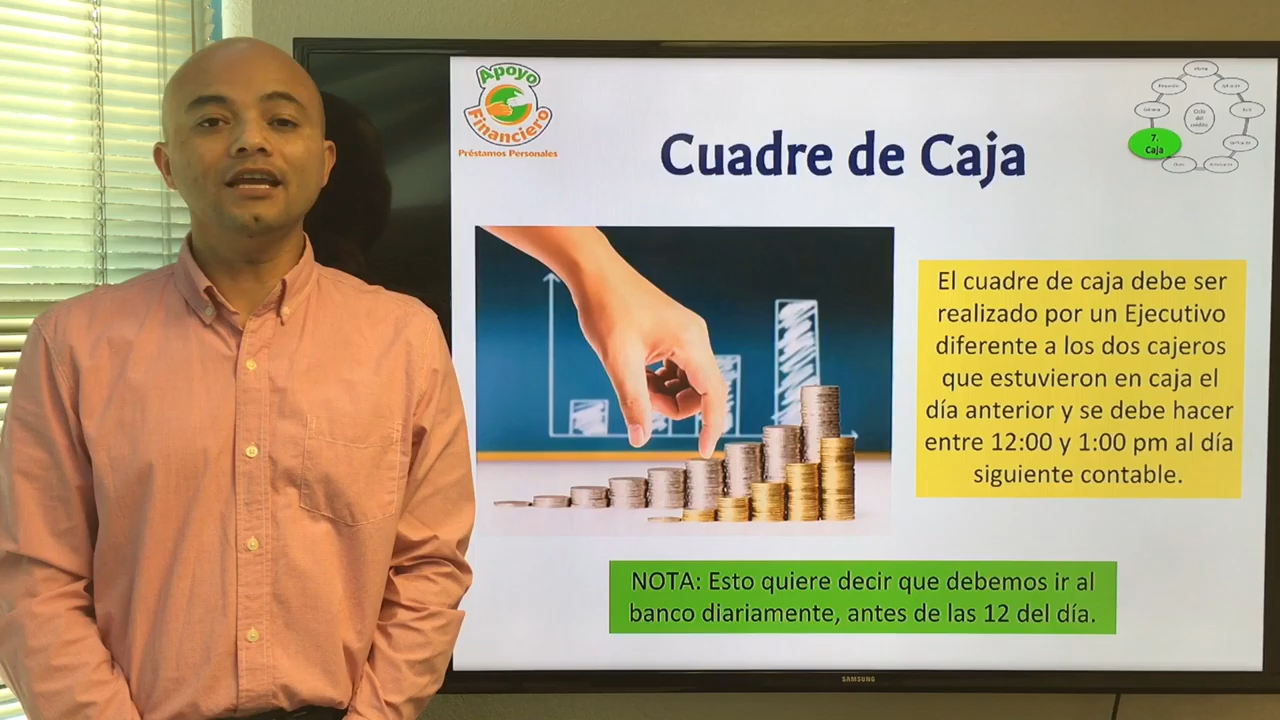 Apoyo
Financiero
Préstamos Personales
Cuadre de Caja
Ciclo
del
crédito
7.
Caja
El cuadre de caja debe ser
realizado por un Ejecutivo
diferente a los dos cajeros
que estuvieron en caja el
día anterior y se debe hacer
entre 12:00 y 1:00 pm al día
siguiente contable.
NOTA: Esto quiere decir que debemos ir al
banco diariamente, antes de las 12 del día.
SAMSUNG